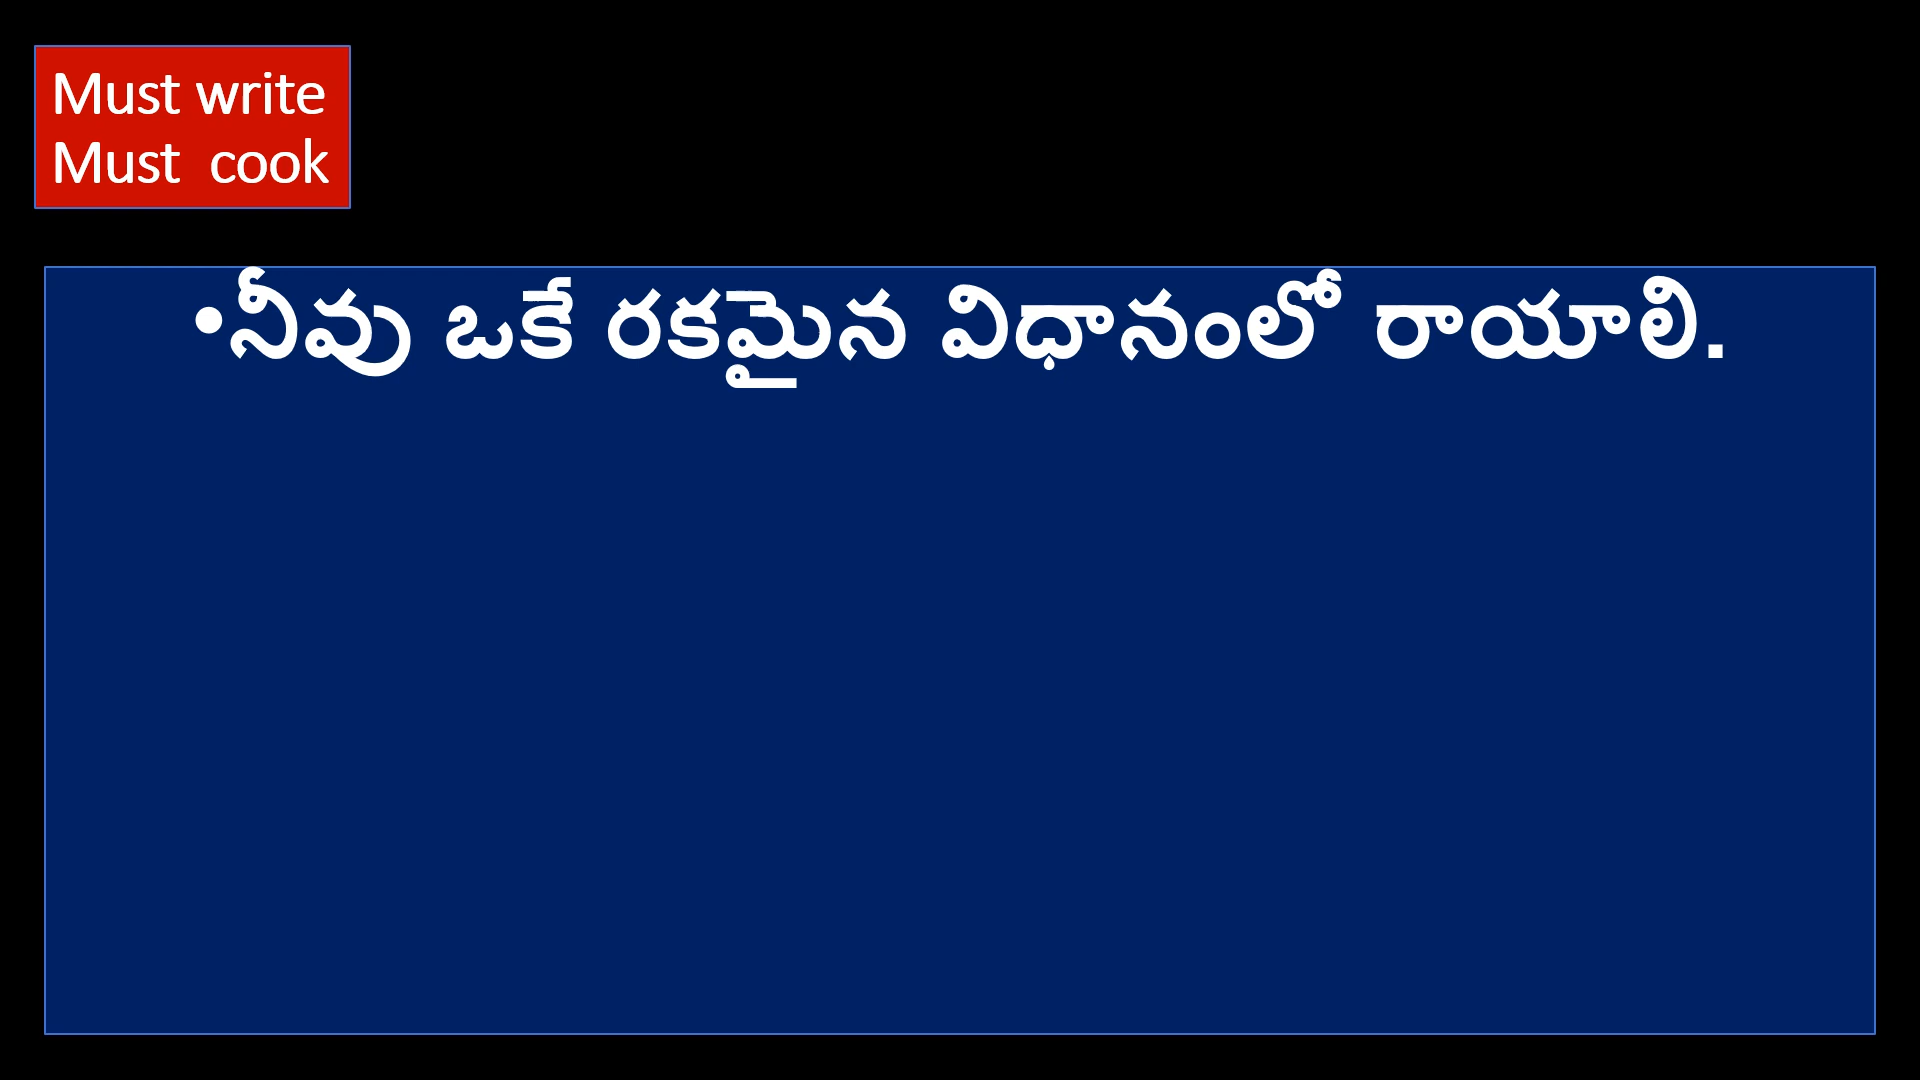 Must write
Must  cook
•నీవు ఒకే రకమైన విధానంలో రాయాలి.